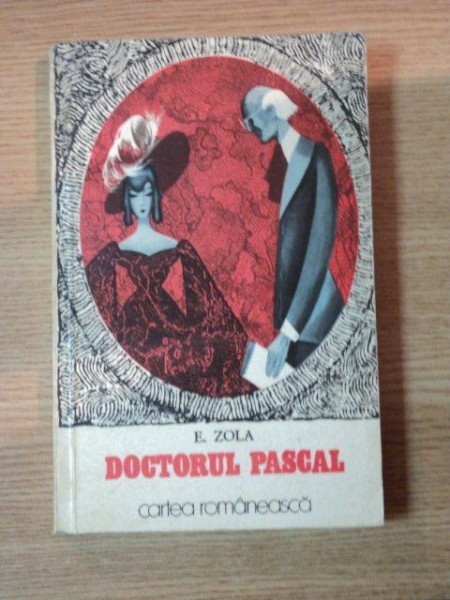 E. ZOLA
DOCTORUL PASCAL
cartea românească